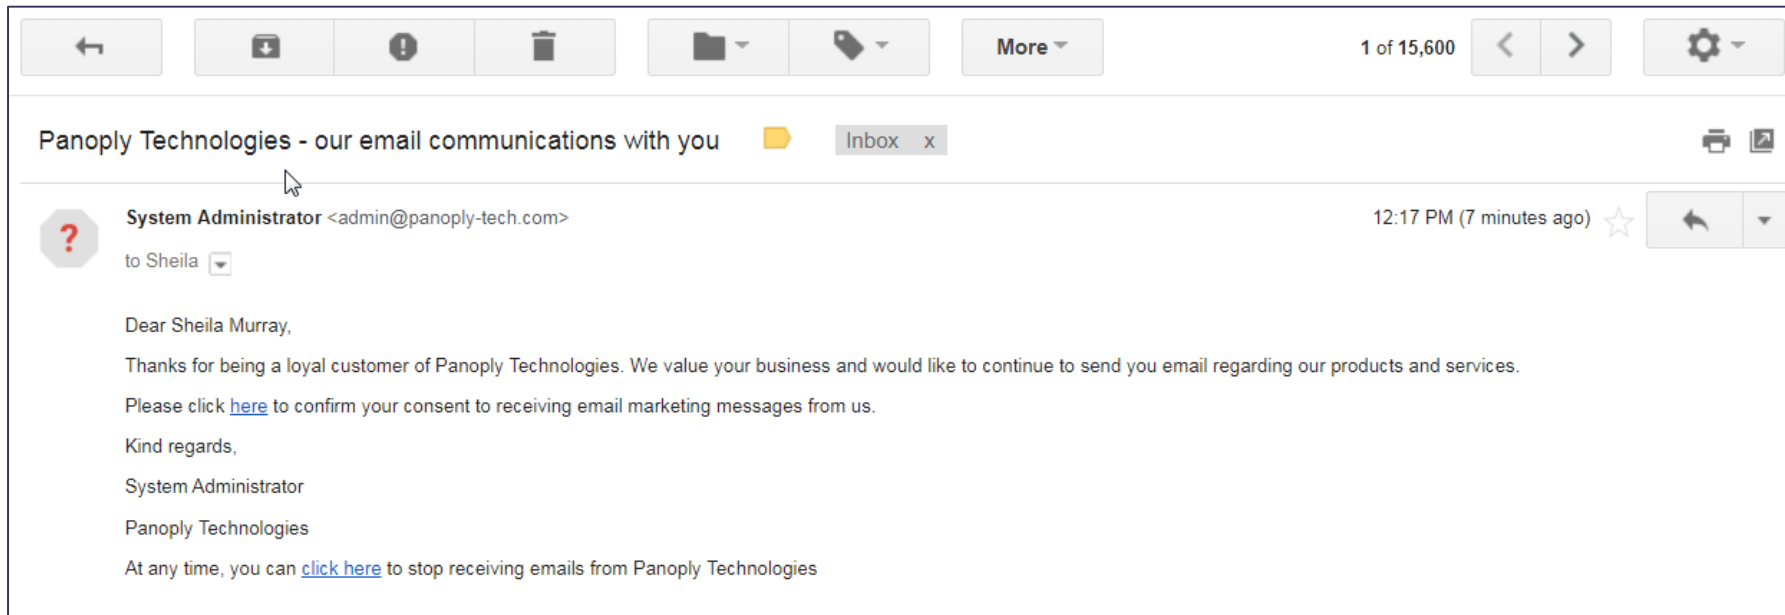 More
1 of 15,600
Panoply Technologies - our email communications with you
Inbox x
System Administrator <admin@panoply-tech.com>
12:17 PM (7 minutes ago)
?
to Sheila
Dear Sheila Murray,
Thanks for being a loyal customer of Panoply Technologies. We value your business and would like to continue to send you email regarding our products and services.
Please click here to confirm your consent to receiving email marketing messages from us.
Kind regards,
System Administrator
Panoply Technologies
At any time, you can click here to stop receiving emails from Panoply Technologies